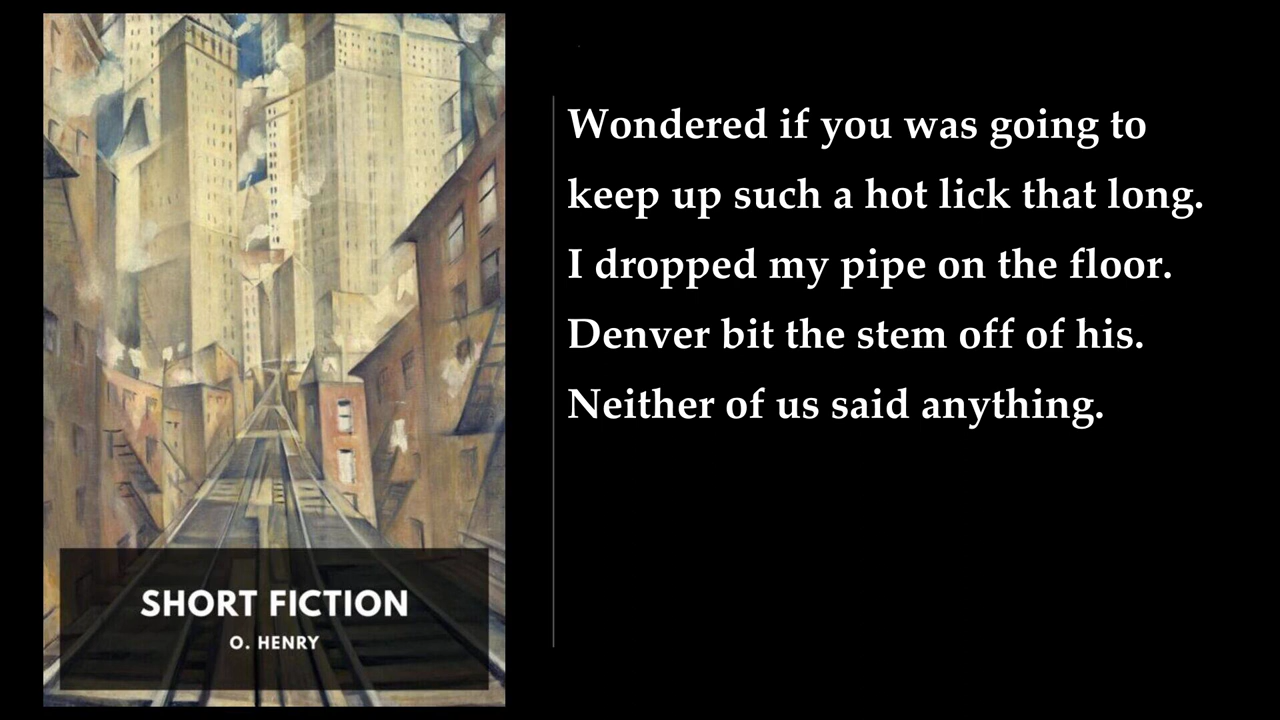 Wondered if you was going to
keep up such a hot lick that long.
I dropped my pipe on the floor.
Denver bit the stem off of his.
Neither of us said anything.
SHORT FICTION
O. HENRY